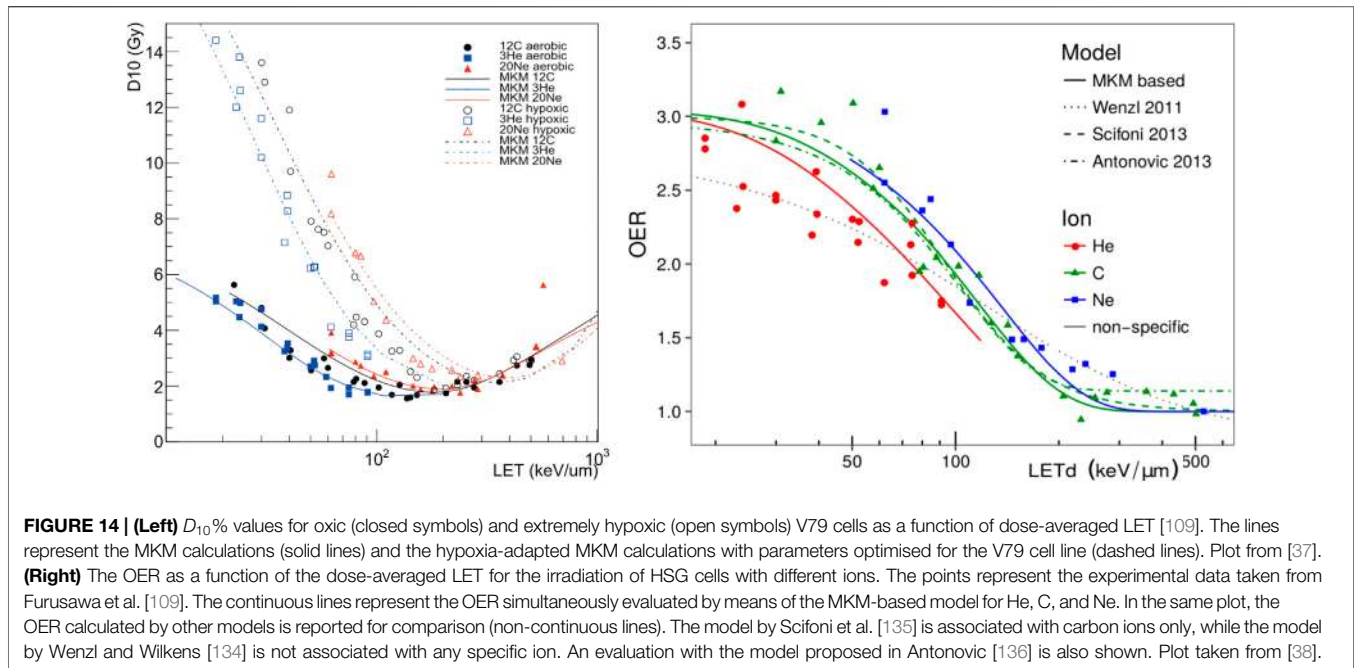 D10 (Gy)
14
12
10
8
6
4
2
0
12C aerobic
3He aerobic
20Ne aerobic
MKM 12C
MKM 3He
MKM 20Ne
12C hypoxic
3He hypoxic
20Ne hypoxic
MKM 12C
MKM 3He
MKM 20Ne
10²
10³
LET (keV/um)
OER
3.5
3.0
2.5
2.0
1.5
1.0
Model
MKM based
Wenzl 2011
Scifoni 2013
Antonovic 2013
Ion
He
C
Ne
non-specific
50
100
500
LETd (keV/μm)
FIGURE 14 | (Left) D₁₀% values for oxic (closed symbols) and extremely hypoxic (open symbols) V79 cells as a function of dose-averaged LET [109]. The lines
represent the MKM calculations (solid lines) and the hypoxia-adapted MKM calculations with parameters optimised for the V79 cell line (dashed lines). Plot from [37].
(Right) The OER as a function of the dose-averaged LET for the irradiation of HSG cells with different ions. The points represent the experimental data taken from
Furusawa et al. [109]. The continuous lines represent the OER simultaneously evaluated by means of the MKM-based model for He, C, and Ne. In the same plot, the
OER calculated by other models is reported for comparison (non-continuous lines). The model by Scifoni et al. [135] is associated with carbon ions only, while the model
by Wenzl and Wilkens [134] is not associated with any specific ion. An evaluation with the model proposed in Antonovic [136] is also shown. Plot taken from [38].